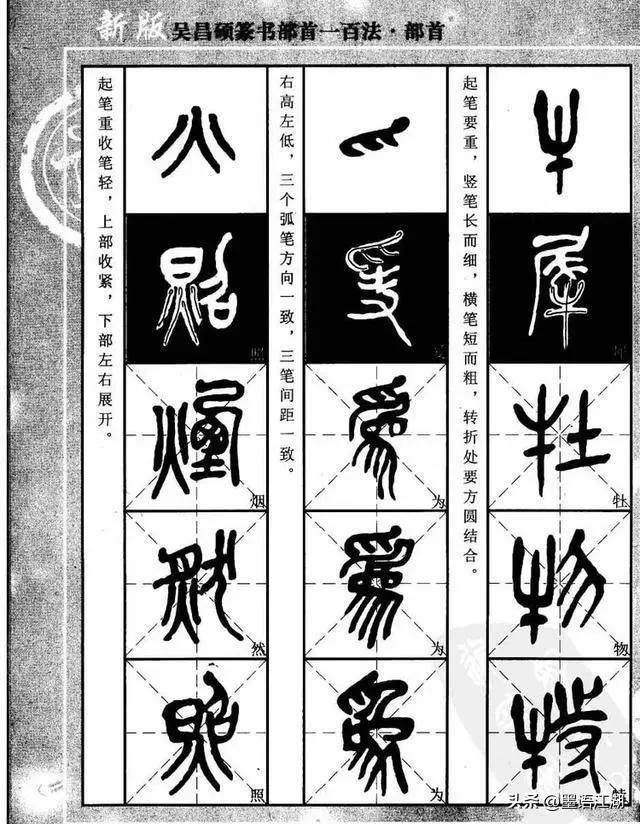 新版 吴昌硕篆书部首一百法·部首
牡
物
特
起笔要重，竖笔长而细，横笔短而粗，转折处要方圆结合。
为
为
为
右高左低，三个弧笔方向一致，三笔间距一致。
照
烟
然
照
起笔重收笔轻，上部收紧，下部左右展开。
头条@墨语江湖